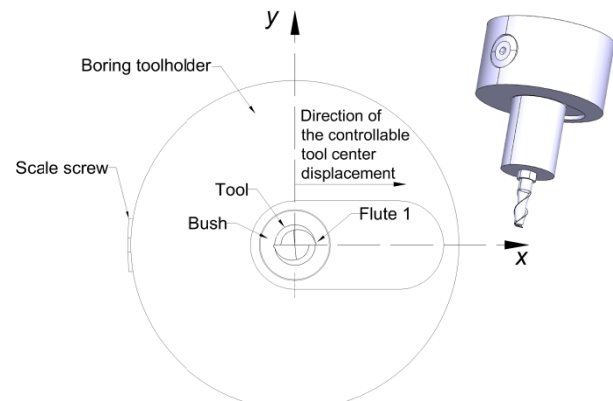 y
Boring toolholder
Direction of
the controllable
tool center
displacement
Scale screw
Tool
Bush
Flute 1
x